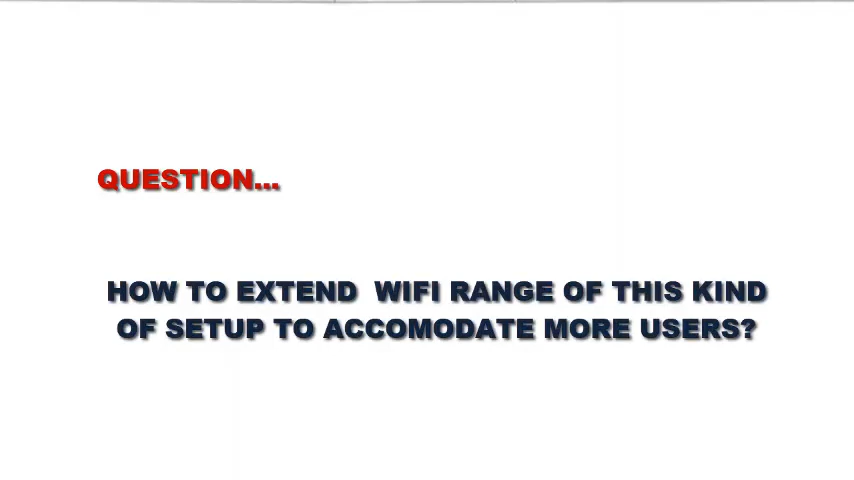 QUESTION...
HOW TO EXTEND  WIFI RANGE OF THIS KIND
OF SETUP TO ACCOMODATE MORE USERS?